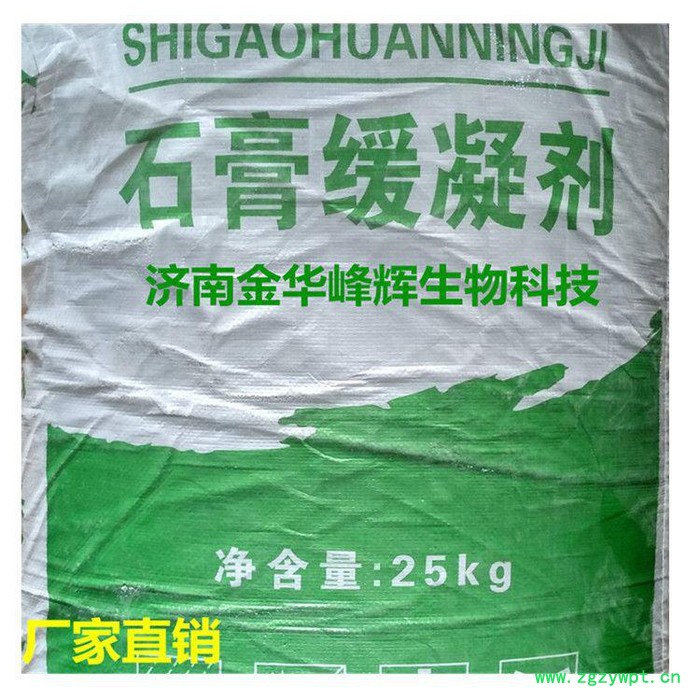 SHIGAOHUANNINGJI
石膏缓凝剂
济南金华峰辉生物科技
净含量:25kg
厂家直销
www.zgzywpt.cn